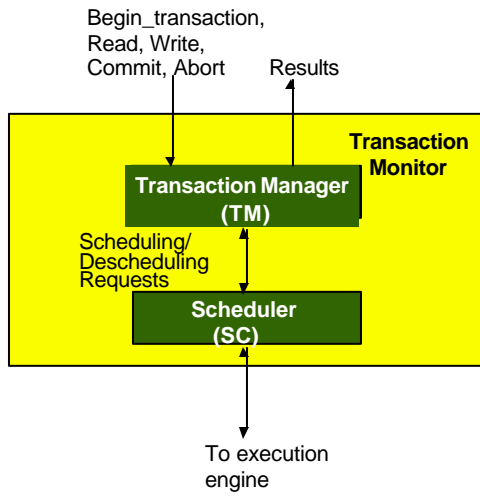 Begin_transaction,
Read, Write,
Commit, Abort
Results
Transaction
Monitor
Transaction Manager
(TM)
Scheduling/
Descheduling
Requests
Scheduler
(SC)
To execution
engine